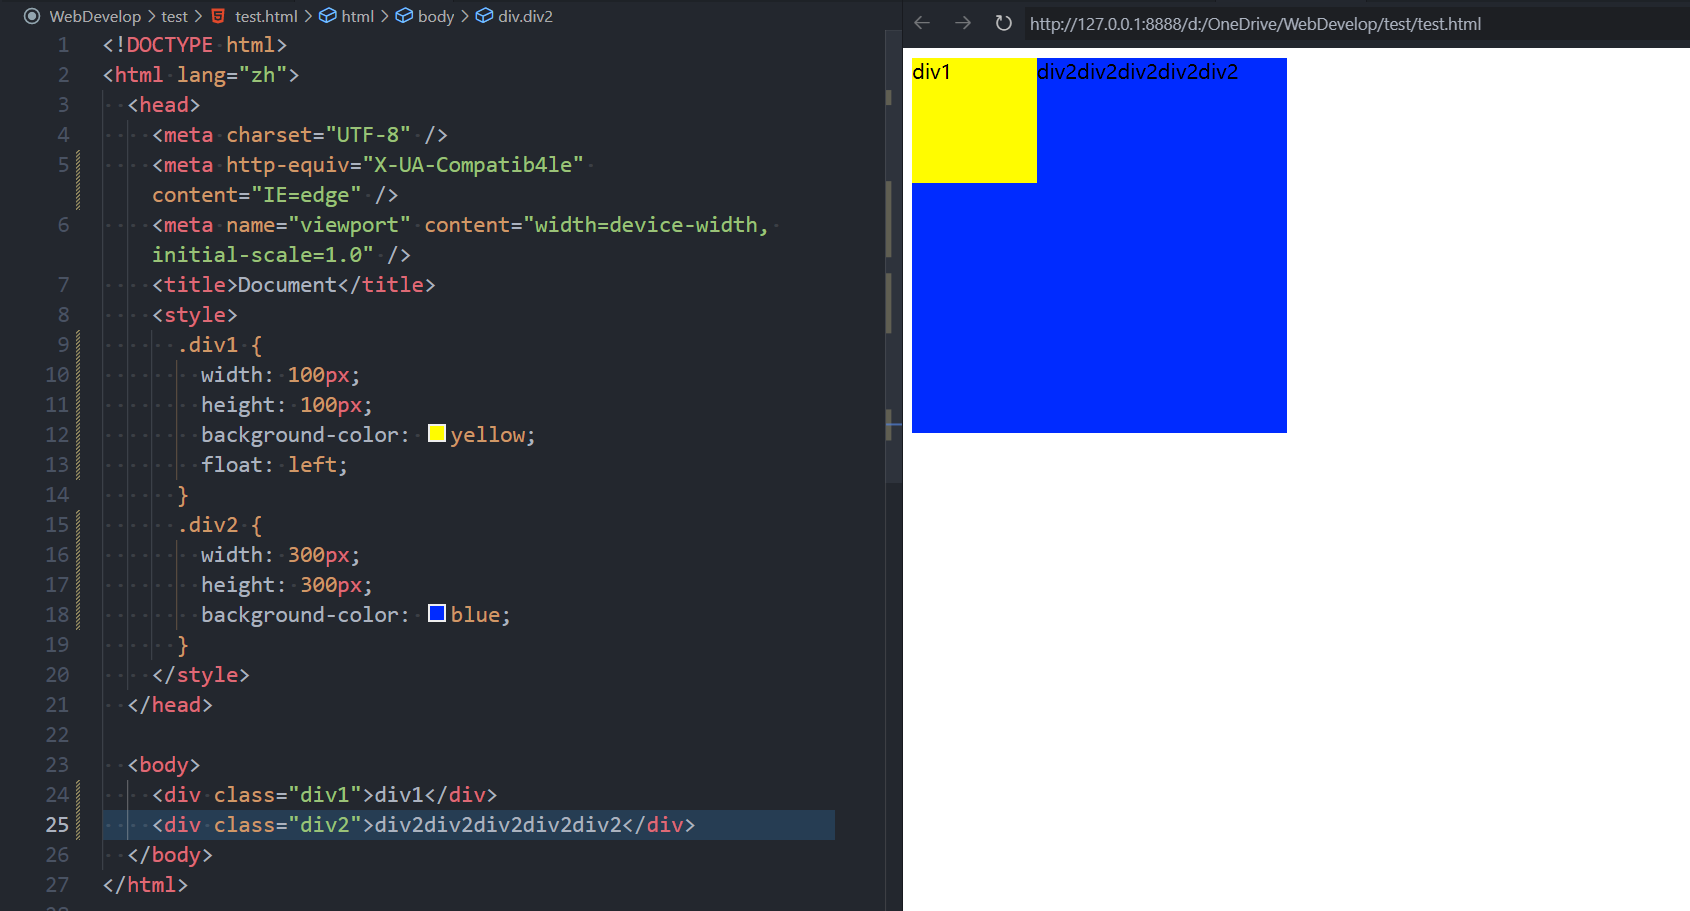 WebDevelop > test > test.html > html > body > div.div2
1 <!DOCTYPE html>
2 <html lang="zh">
3 <head>
4 <meta charset="UTF-8" />
5 <meta http-equiv="X-UA-Compatib4le"
content="IE=edge" />
6 <meta name="viewport" content="width=device-width,
initial-scale=1.0" />
7 <title>Document</title>
8 <style>
9 .div1 {
10 width: 100px;
11 height: 100px;
12 background-color: yellow;
13 float: left;
14 }
15 .div2 {
16 width: 300px;
17 height: 300px;
18 background-color: blue;
19 }
20 </style>
21 </head>
22
23 <body>
24 <div class="div1">div1</div>
25 <div class="div2">div2div2div2div2div2</div>
26 </body>
27 </html>
http://127.0.0.1:8888/d:/OneDrive/WebDevelop/test/test.html
div1 div2div2div2div2div2